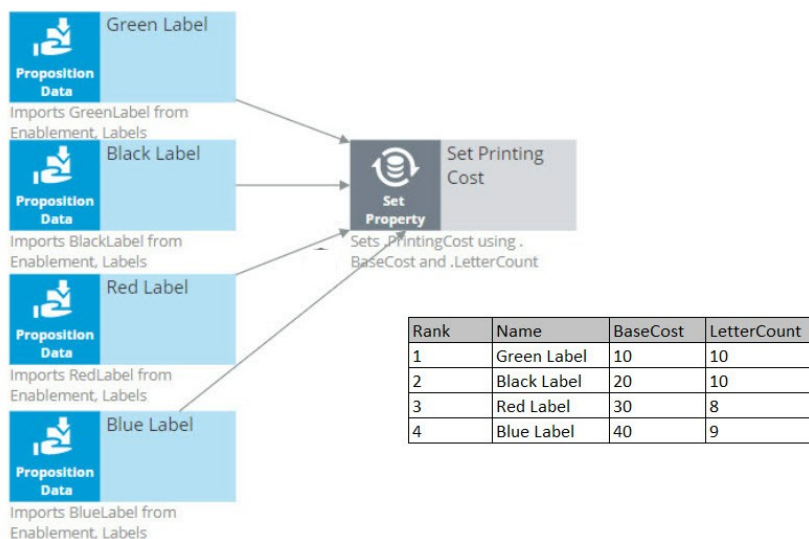 Green Label
Proposition
Data
Imports GreenLabel from
Enablement, Labels
Black Label
Proposition
Data
Imports BlackLabel from
Enablement, Labels
Red Label
Proposition
Data
Imports RedLabel from
Enablement, Labels
Blue Label
Proposition
Data
Imports BlueLabel from
Enablement, Labels
Set Printing
Cost
Set
Property
Sets .PrintingCost using .
BaseCost and .LetterCount
Rank Name BaseCost LetterCount
1 Green Label 10 10
2 Black Label 20 10
3 Red Label 30 8
4 Blue Label 40 9